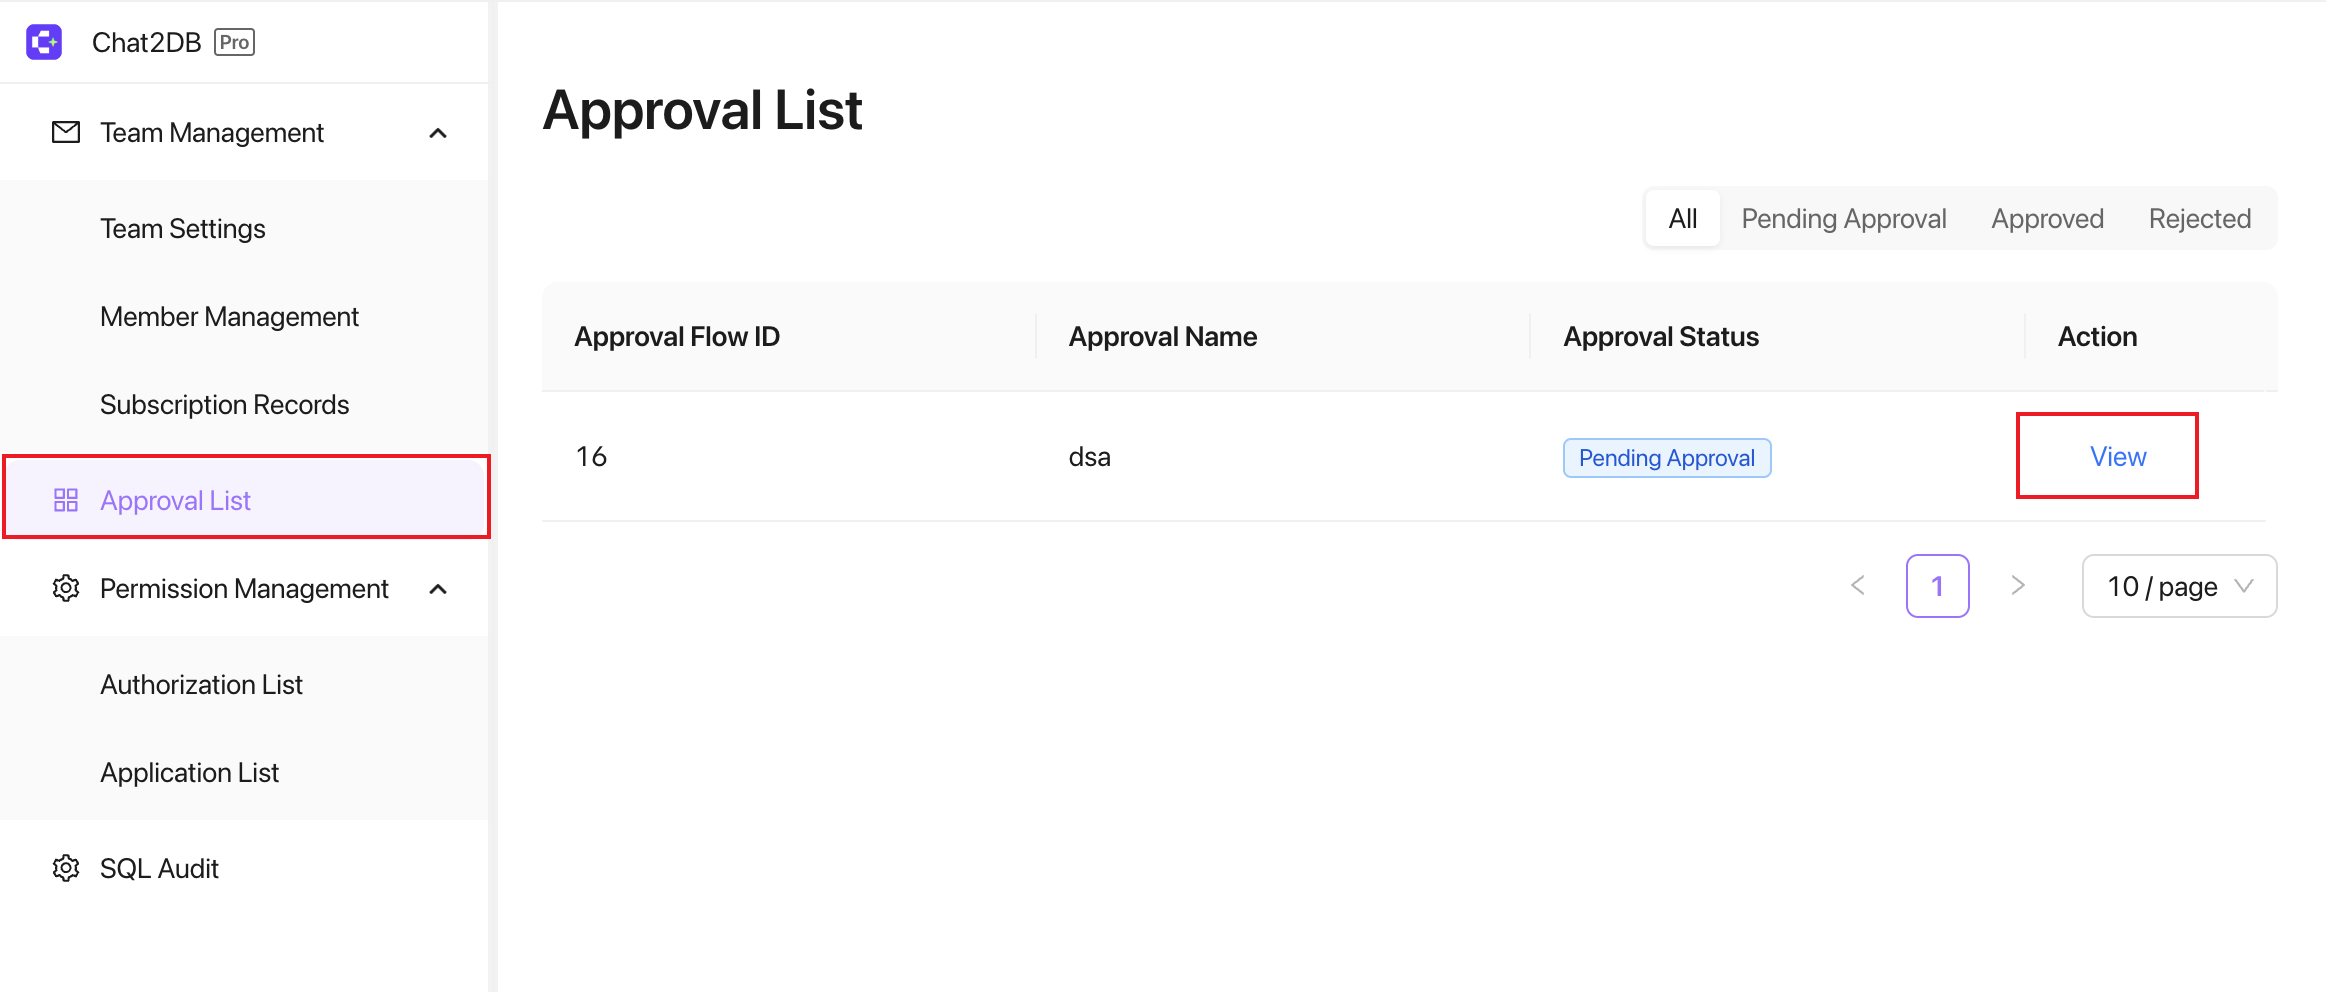 Chat2DB Pro
Team Management
Team Settings
Member Management
Subscription Records
Approval List
Permission Management
Authorization List
Application List
SQL Audit
Approval List
All Pending Approval Approved Rejected
Approval Flow ID Approval Name Approval Status Action
16 dsa Pending Approval View
1 10 / page